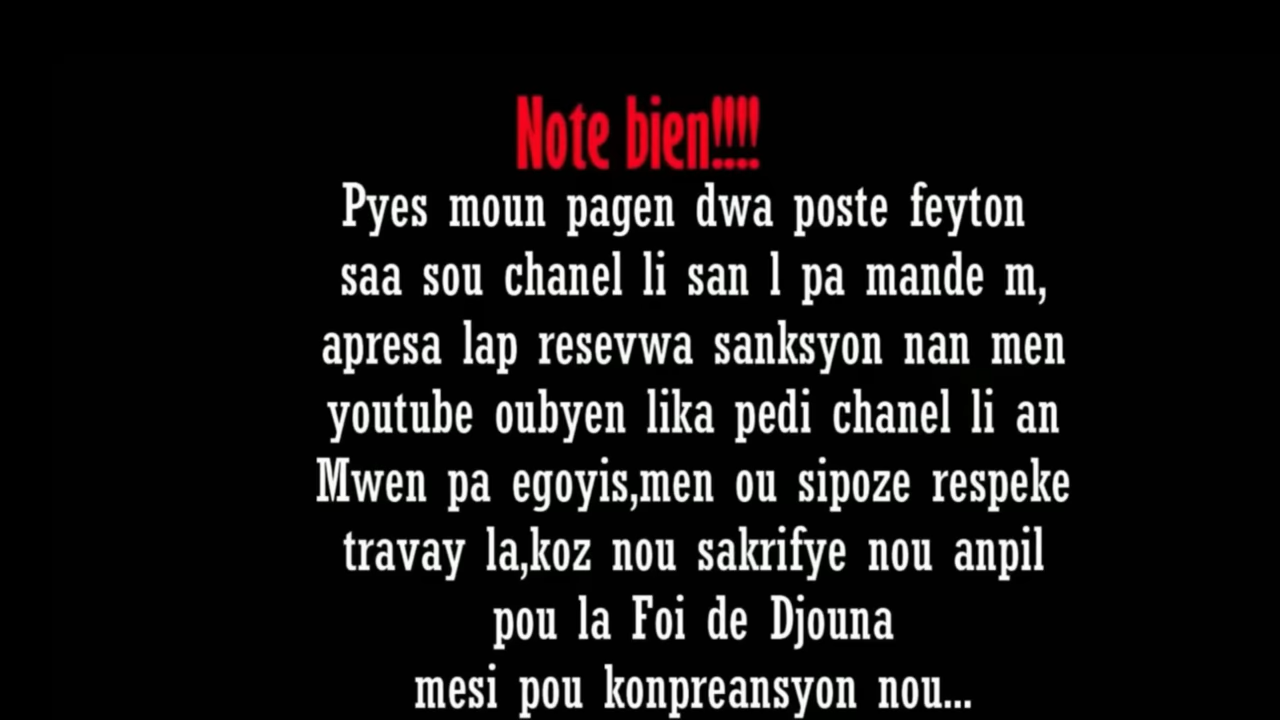 Note bien!!!!
Pyes moun pagen dwa poste feyton
saa sou chanel li san l pa mande m,
apresa lap resevwa sanksyon nan men
youtube oubyen lika pedi chanel li an
Mwen pa egoyis,men ou sipoze respeke
travay la,koz nou sakrifye nou anpil
pou la Foi de Djouna
mesi pou konpreansyon nou...